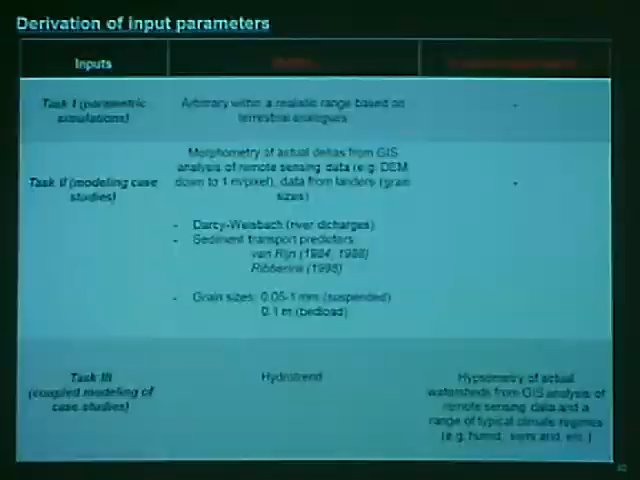 Derivation of input parameters
Inputs
Task I (parametric
simulations)
Arbitrary within a realistic range based on
terrestrial analogues
-
Task II (modeling case
studies)
Morphometry of actual deltas from GIS
analysis of remote sensing data (e.g. DEM
down to 1 m/pixel), data from landers (grain
sizes)
-
- Darcy-Weisbach (river dicharges)
- Sediment transport predictors
van Rijn (1984, 1988)
Ribberink (1998)
- Grain sizes: 0.05-1 mm (suspended)
0.1 m (bedload)
Task III
(coupled modeling of
case studies)
Hydrotrend
Hypsometry of actual
watersheds from GIS analysis of
remote sensing data and a
range of typical climate regimes
(e.g. humid, semi arid, etc.)